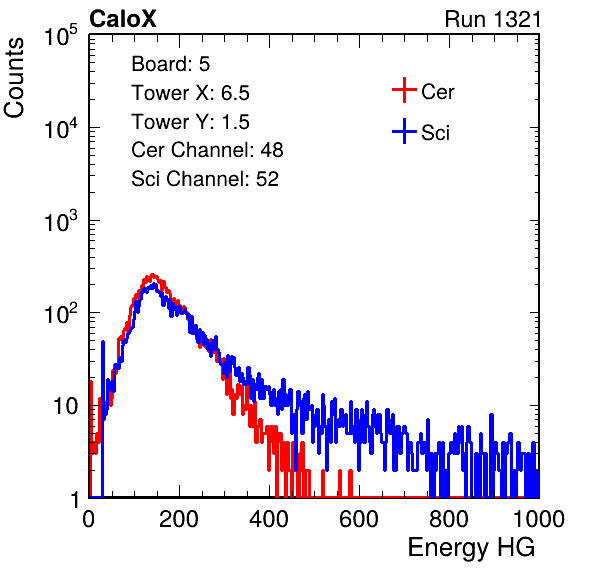 CaloX Run 1321
Board: 5
Tower X: 6.5
Tower Y: 1.5
Cer Channel: 48
Sci Channel: 52
Cer
Sci
Counts
10^5
10^4
10^3
10^2
10
1
0 200 400 600 800 1000
Energy HG